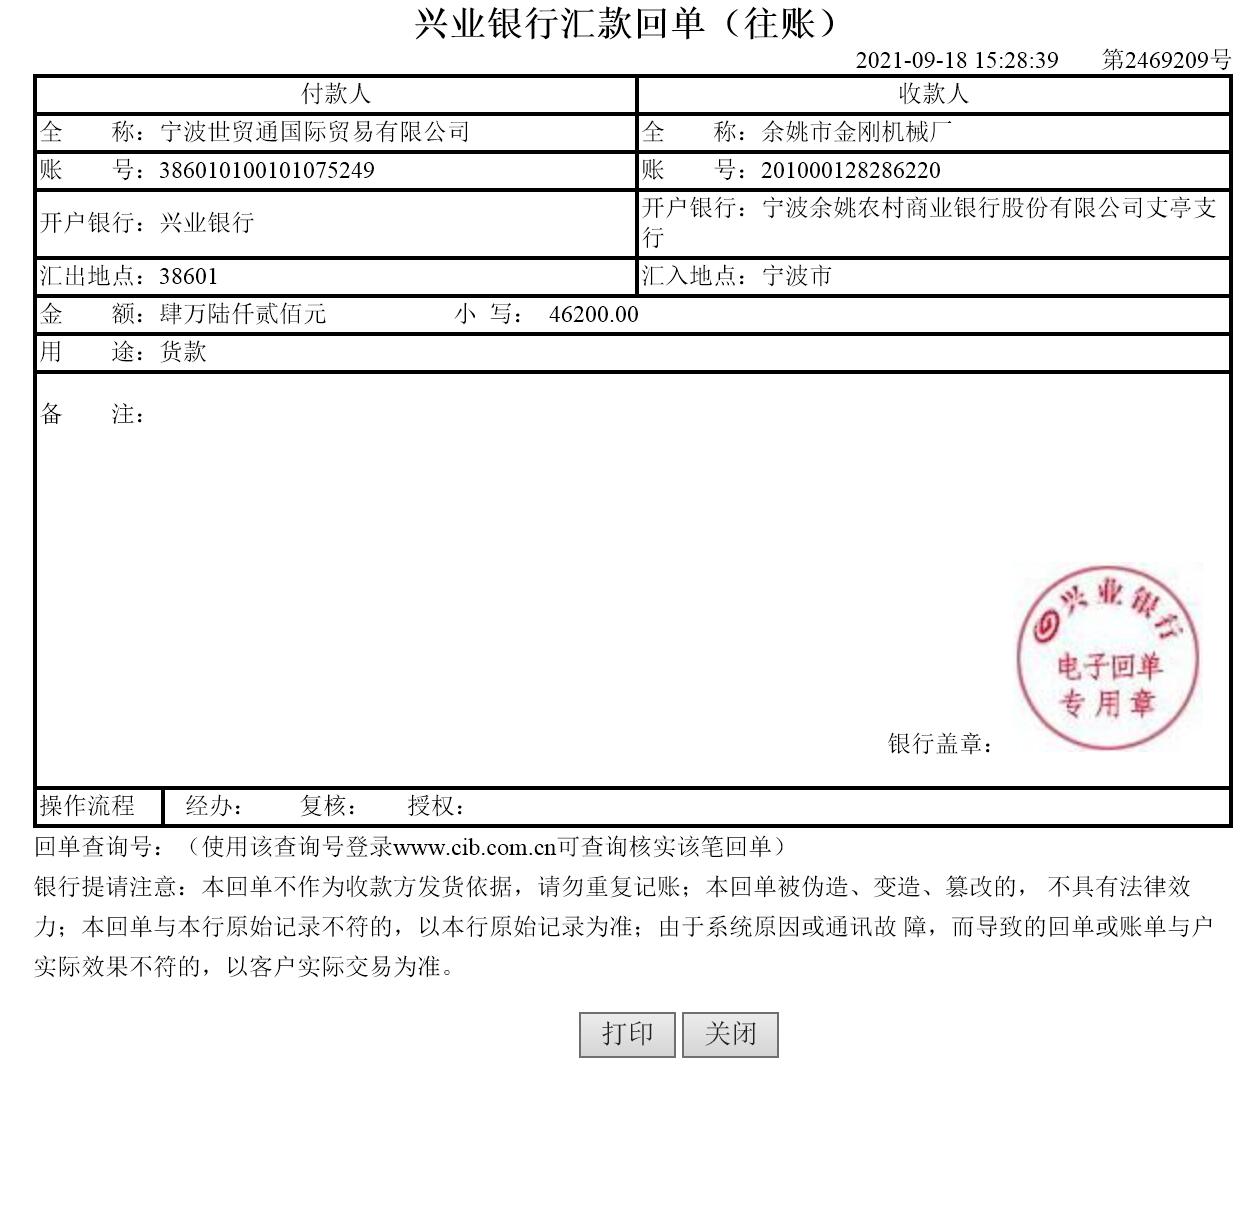 兴业银行汇款回单（往账）
2021-09-18 15:28:39 第2469209号
付款人 收款人
全 称：宁波世贸通国际贸易有限公司 全 称：余姚市金刚机械厂
账 号：386010100101075249 账 号：201000128286220
开户银行：兴业银行 开户银行：宁波余姚农村商业银行股份有限公司丈亭支
行
汇出地点：38601 汇入地点：宁波市
金 额：肆万陆仟贰佰元 小 写： 46200.00
用 途：货款
备 注：
兴业银行
电子回单
专用章
银行盖章：
操作流程 经办： 复核： 授权：
回单查询号：（使用该查询号登录www.cib.com.cn可查询核实该笔回单）
银行提请注意：本回单不作为收款方发货依据，请勿重复记账；本回单被伪造、变造、篡改的， 不具有法律效
力；本回单与本行原始记录不符的，以本行原始记录为准；由于系统原因或通讯故 障，而导致的回单或账单与户
实际效果不符的，以客户实际交易为准。
打印 关闭